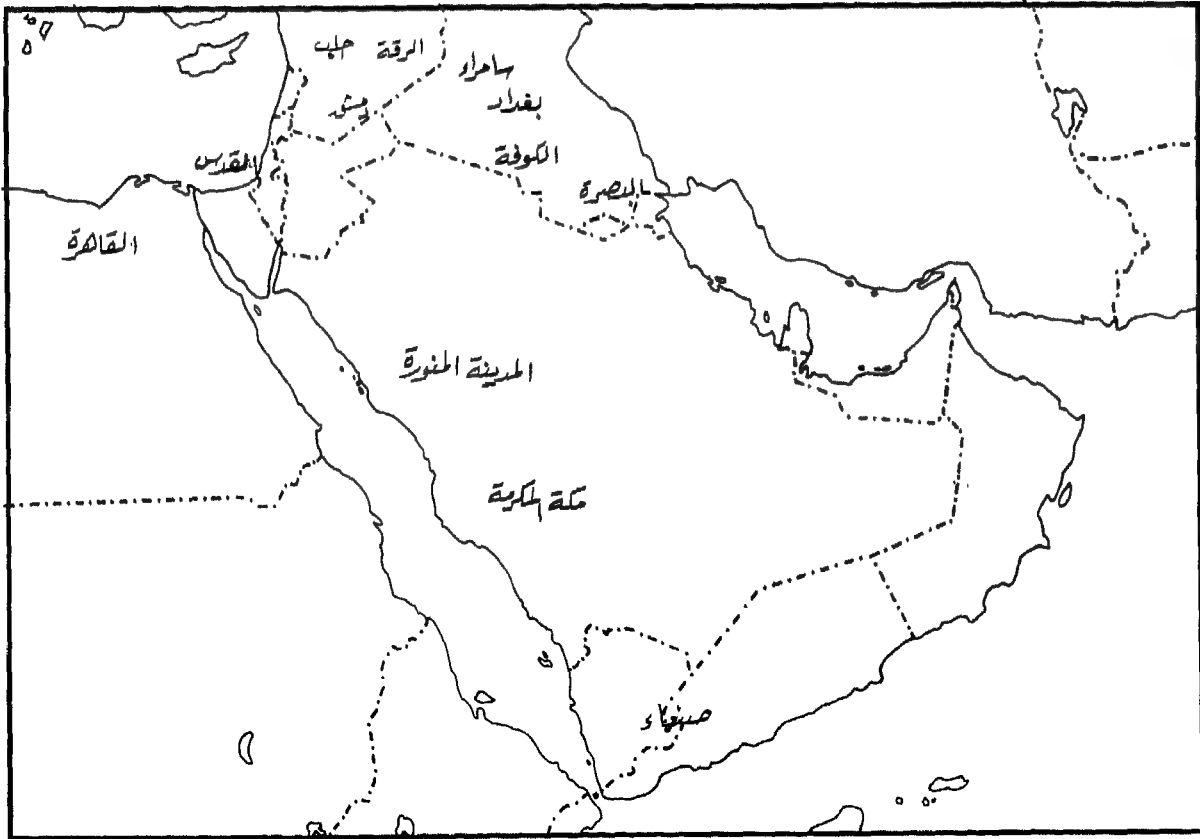 حلب
الرقة
سامراء
بغداد
دمشق
الكوفة
القدس
البصرة
القاهرة
المدينة المنورة
مكة المكرمة
صنعاء